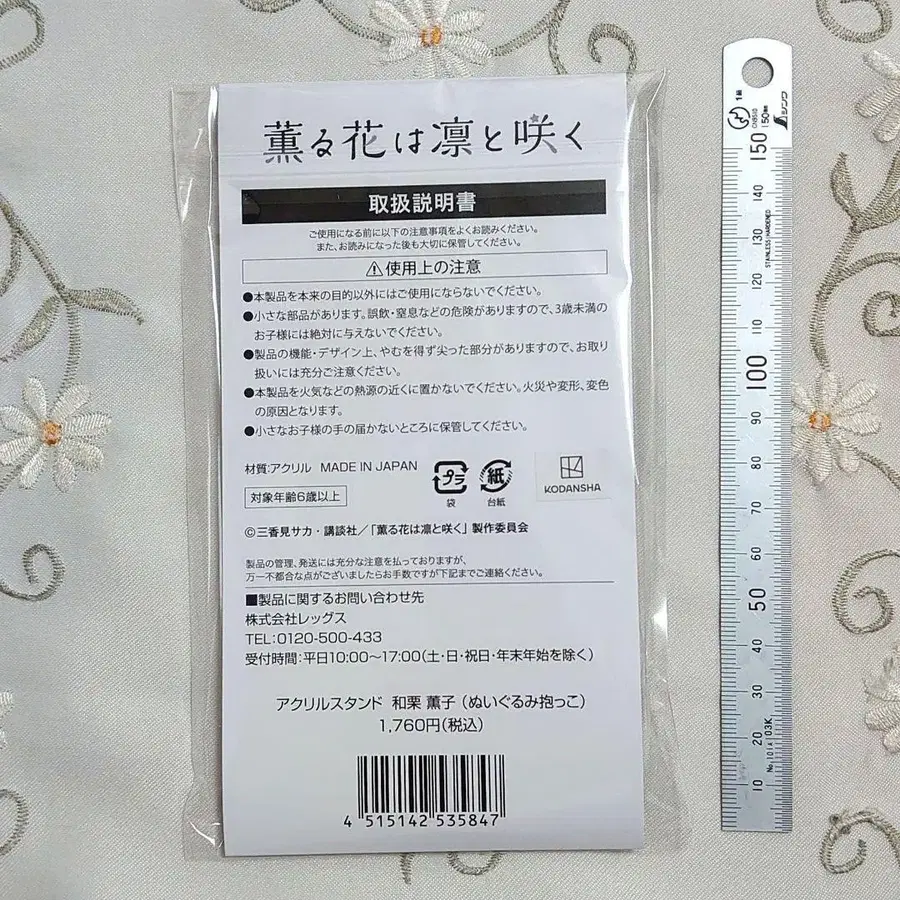 薫る花は凛と咲く
取扱説明書
ご使用になる前に以下の注意事項をよくお読みください。
また、お読みになった後も大切に保管してください。
⚠使用上の注意
●本製品を本来の目的以外にはご使用にならないでください。
●小さな部品があります。誤飲・窒息などの危険がありますので、3歳未満の
お子様には絶対に与えないでください。
●製品の機能・デザイン上、やむを得ず尖った部分がありますので、お取り
扱いには充分ご注意ください。
●本製品を火気などの熱源の近くに置かないでください。火災や変形、変色
の原因となります。
●小さなお子様の手の届かないところに保管してください。
材質:アクリル MADE IN JAPAN
対象年齢6歳以上
プラ
袋
紙
台紙
KODANSHA
©三香見サカ・講談社/「薫る花は凛と咲く」製作委員会
製品の管理、発送には充分な注意を払っておりますが、
万一不都合な点がございましたらお手数ですが下記までご連絡ください。
■製品に関するお問い合わせ先
株式会社レッグス
TEL:0120-500-433
受付時間:平日10:00〜17:00(土・日・祝日・年末年始を除く)
アクリルスタンド 和栗 薫子(ぬいぐるみ抱っこ)
1,760円(税込)
4 515142 535847
シンワ
1級
150
140
130
120
110
100
90
80
70
60
50
40
30
20
10
STAINLESS HARDENED